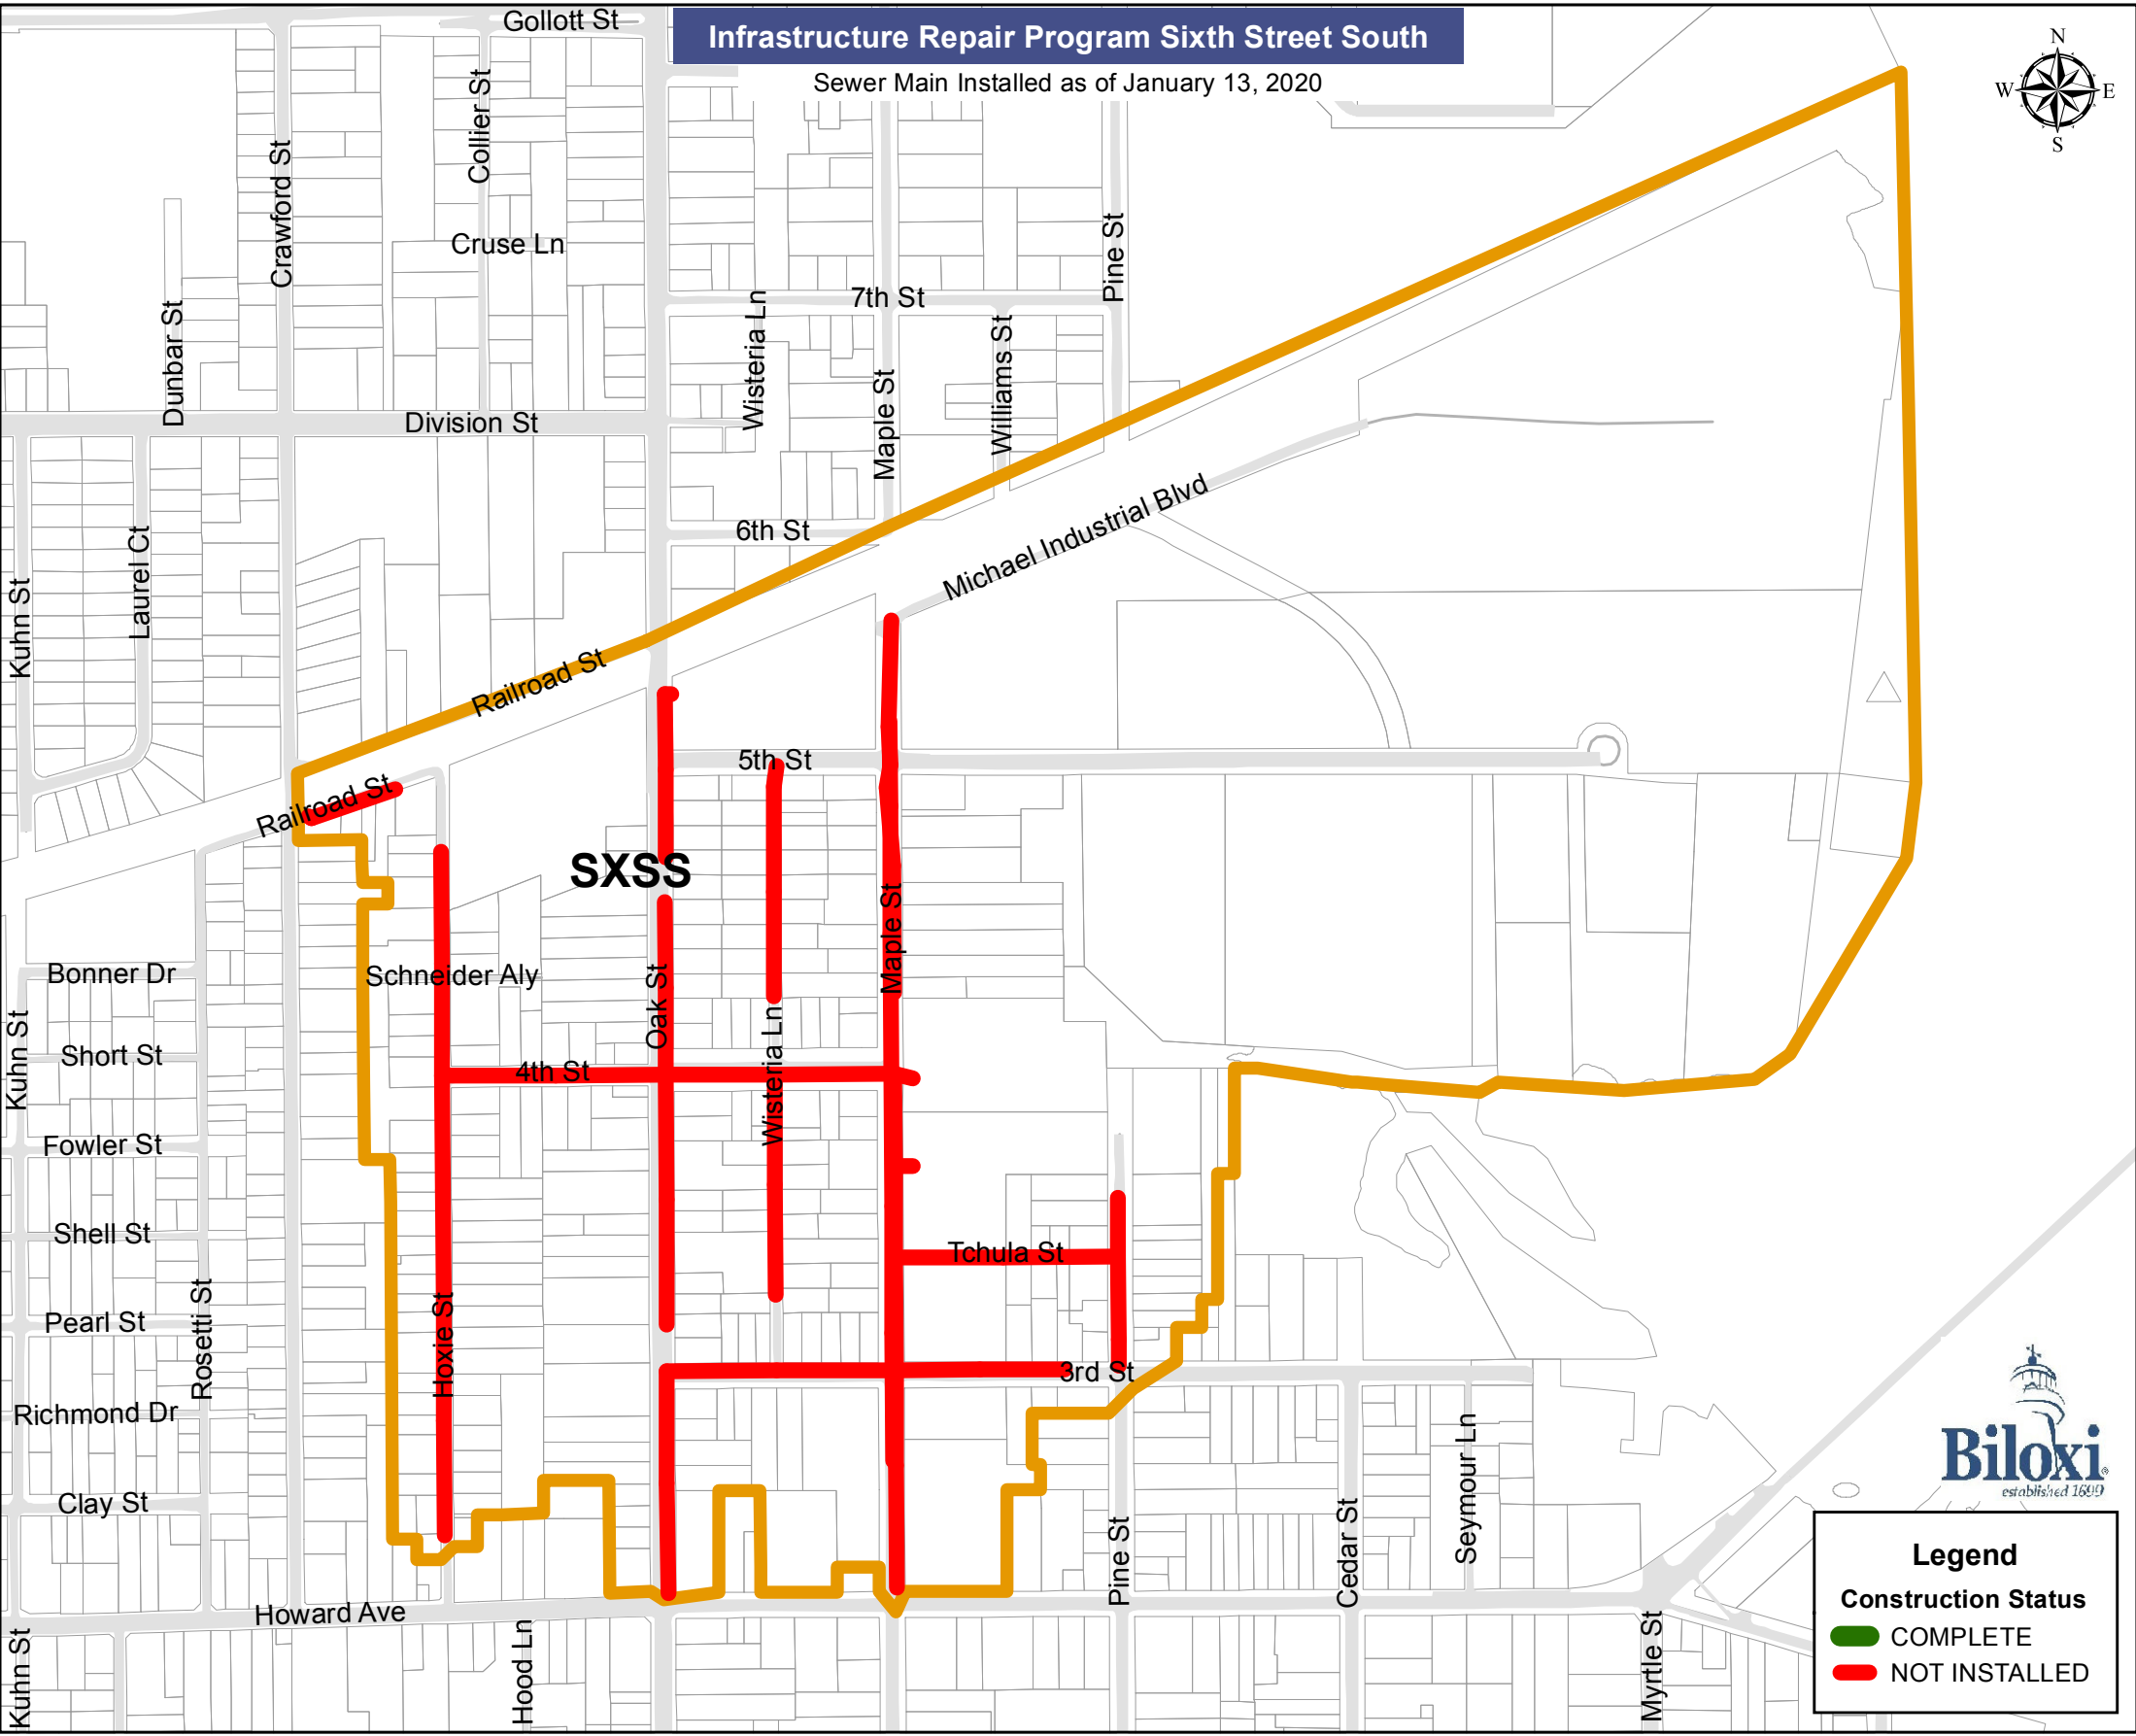 Gollott St
Infrastructure Repair Program Sixth Street South
Sewer Main Installed as of January 13, 2020
N
W
E
S
Collier St
Crawford St
Cruse Ln
Pine St
7th St
Wisteria Ln
Dunbar St
Williams St
Maple St
Division St
6th St
Michael Industrial Blvd
Laurel Ct
Kuhn St
Railroad St
5th St
Railroad St
SXSS
Maple St
Bonner Dr
Schneider Aly
Oak St
Kuhn St
Short St
4th St
Wisteria Ln
Fowler St
Shell St
Tchula St
Pearl St
Rosetti St
Hoxie St
3rd St
Richmond Dr
Seymour Ln
Clay St
Pine St
Cedar St
Biloxi
established 1699
Howard Ave
Kuhn St
Hood Ln
Myrtle St
Legend
Construction Status
COMPLETE
NOT INSTALLED